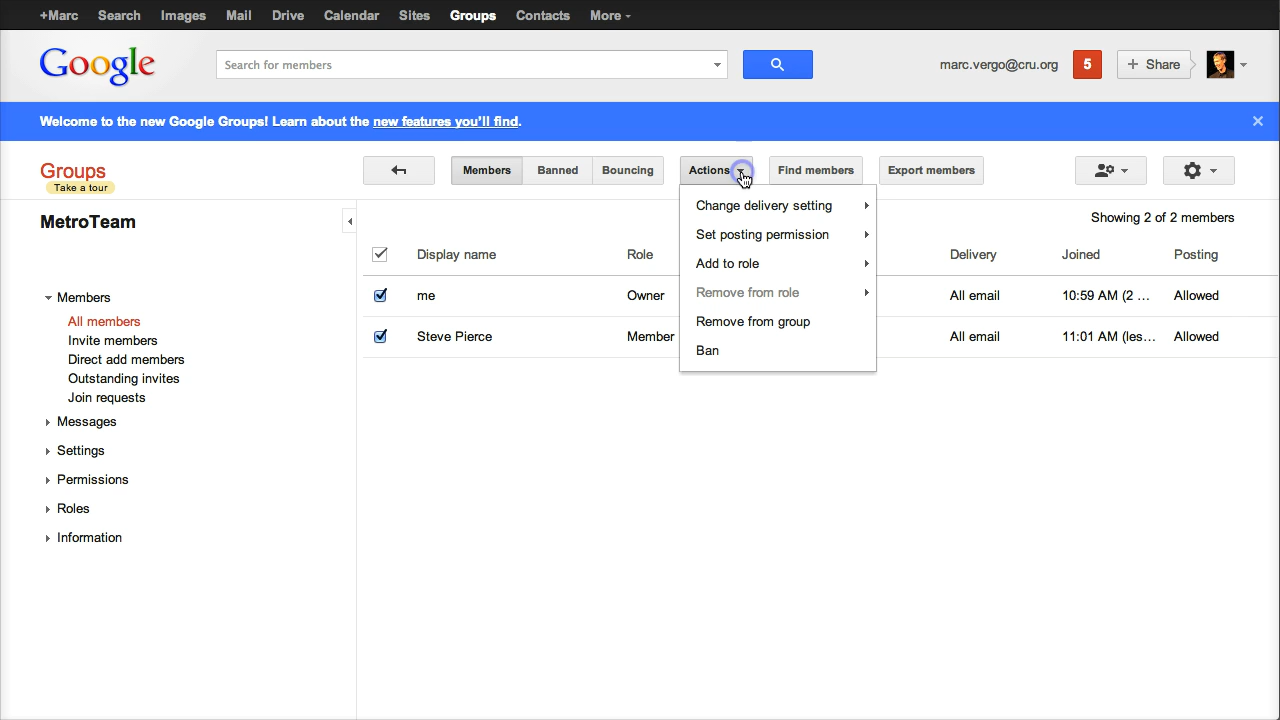 +Marc Search Images Mail Drive Calendar Sites Groups Contacts More
Google Search for members marc.vergo@cru.org 5 + Share
Welcome to the new Google Groups! Learn about the new features you'll find.
Groups
Take a tour
Members Banned Bouncing Actions Find members Export members
MetroTeam
Showing 2 of 2 members
Display name Role Delivery Joined Posting
me Owner All email 10:59 AM (2 ... Allowed
Steve Pierce Member All email 11:01 AM (les... Allowed
Change delivery setting
Set posting permission
Add to role
Remove from role
Remove from group
Ban
Members
All members
Invite members
Direct add members
Outstanding invites
Join requests
Messages
Settings
Permissions
Roles
Information